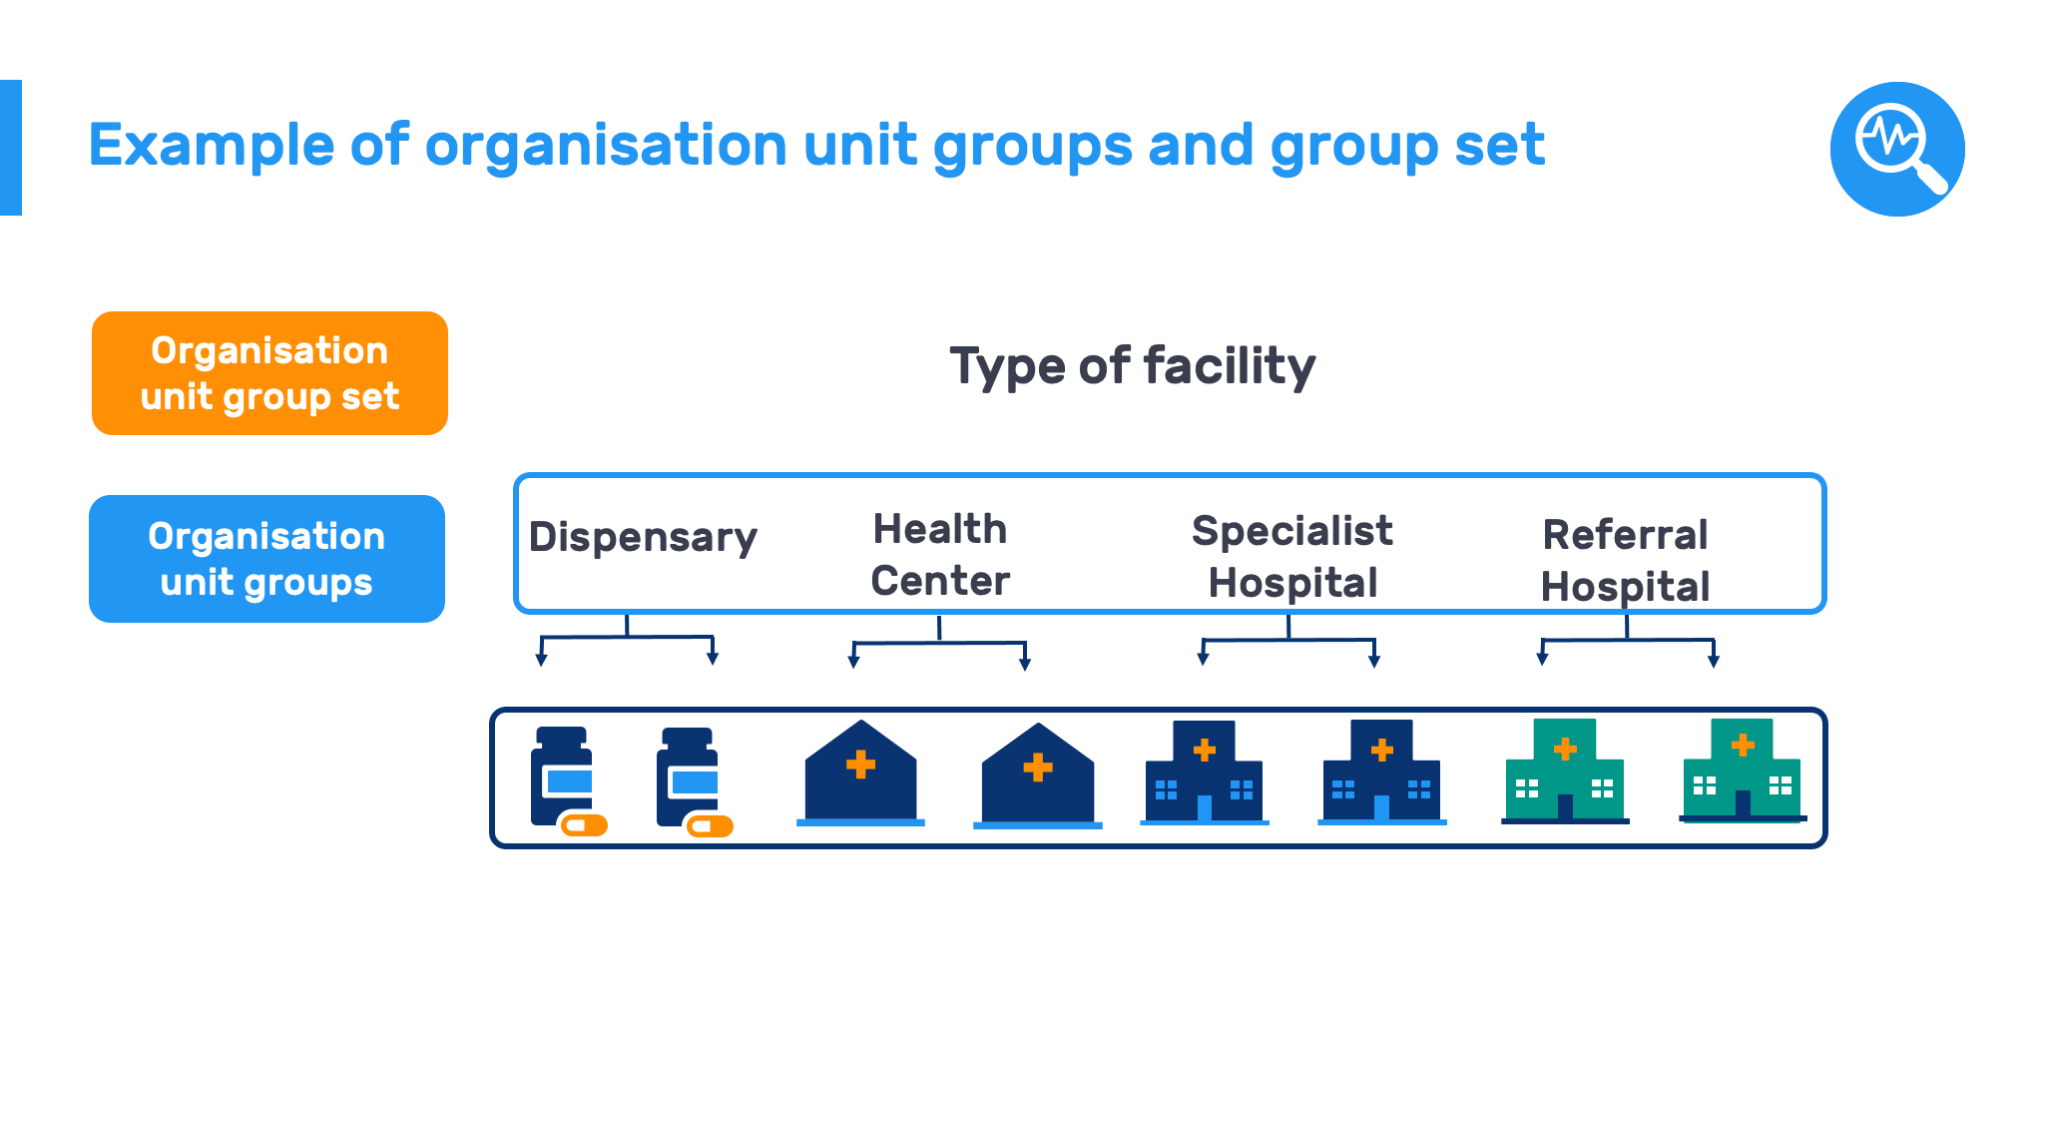 Example of organisation unit groups and group set
Organisation
unit group set
Type of facility
Organisation
unit groups
Dispensary
Health
Center
Specialist
Hospital
Referral
Hospital